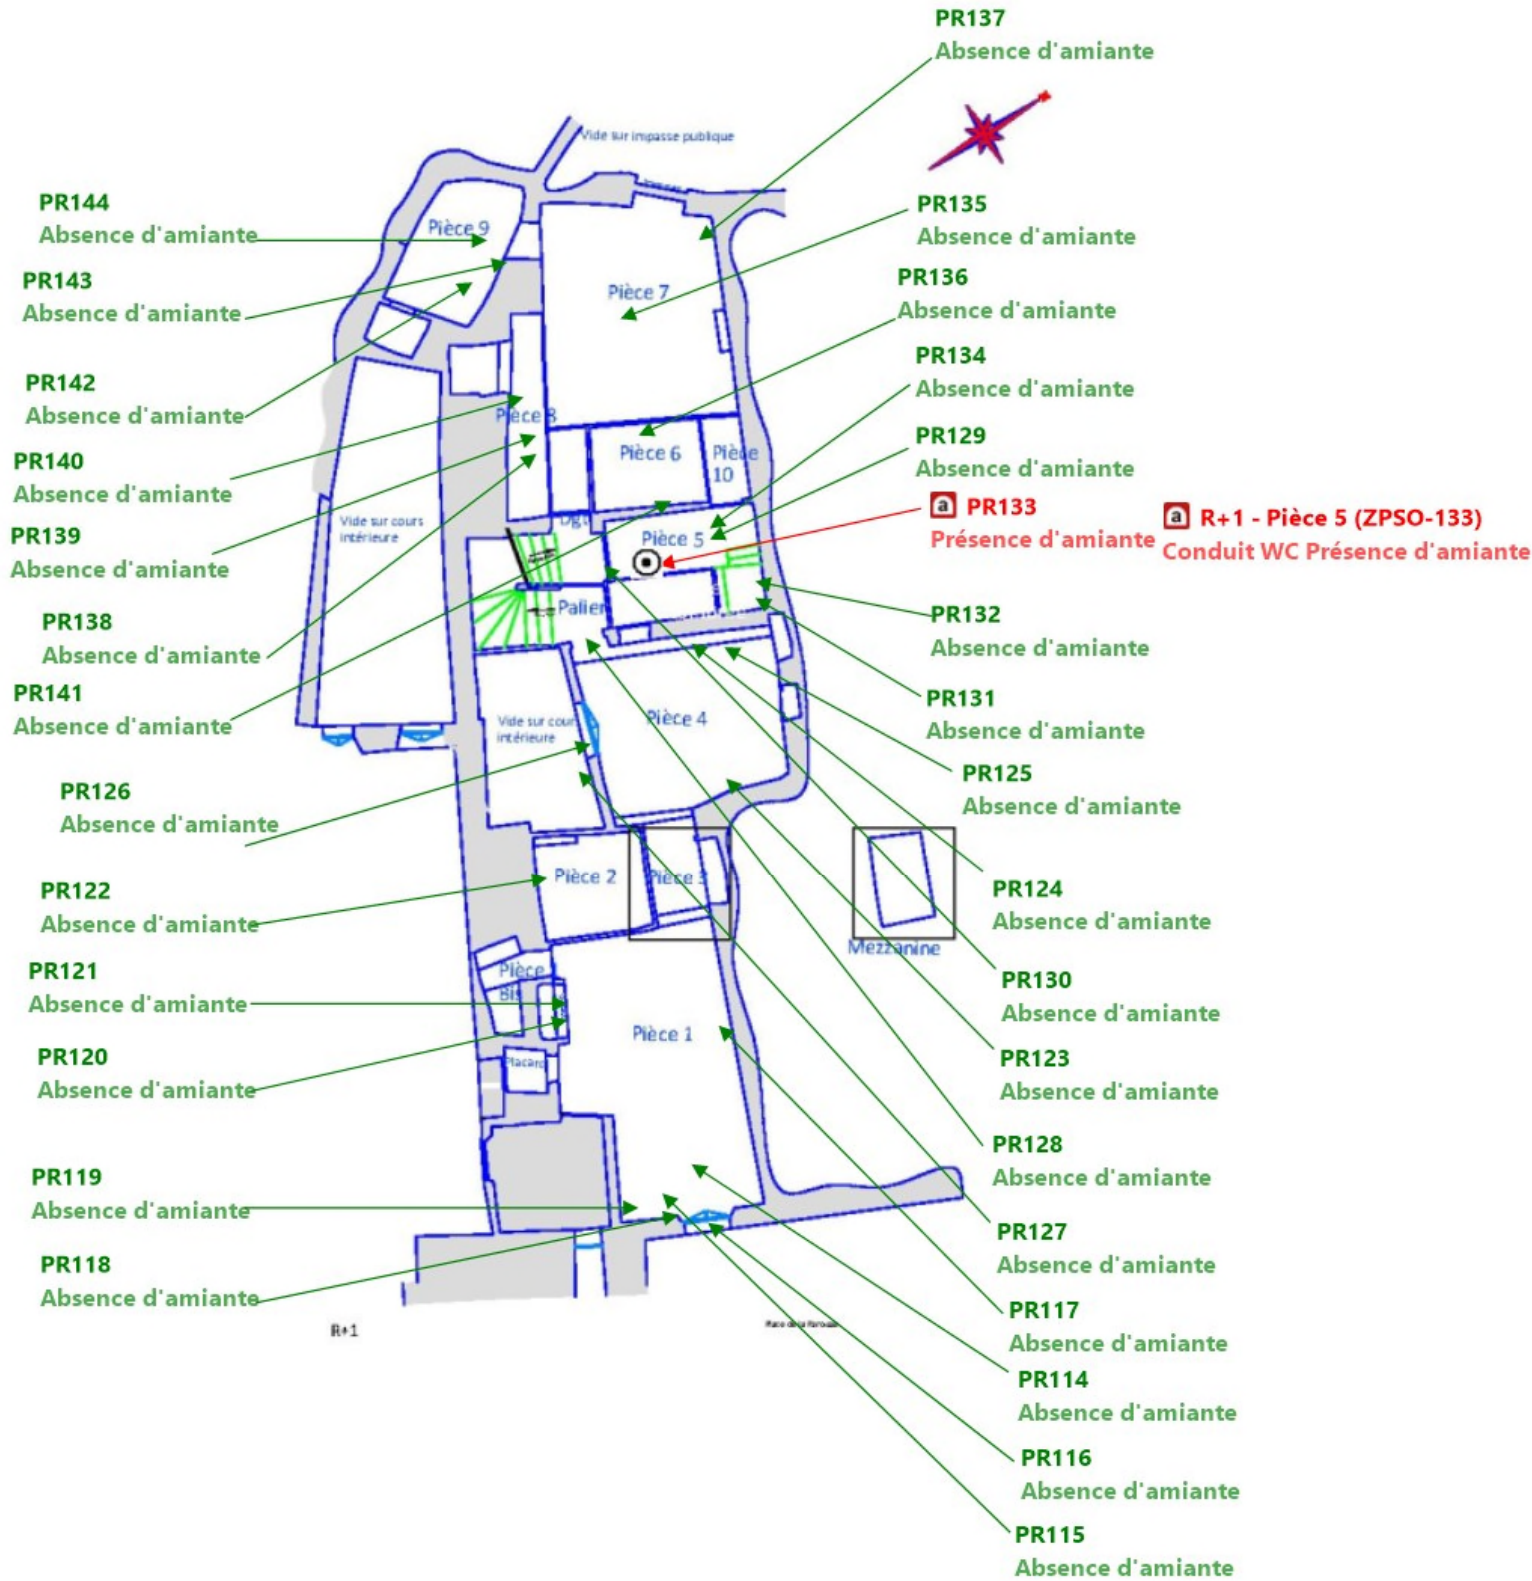 PR137
Absence d'amiante
Vide sur impasse publique
PR144
Absence d'amiante
Pièce 9
PR135
Absence d'amiante
PR143
Absence d'amiante
Pièce 7
PR136
Absence d'amiante
PR142
Absence d'amiante
PR134
Absence d'amiante
Pièce 8
PR140
Absence d'amiante
Pièce 6
Pièce
10
PR129
Absence d'amiante
PR139
Absence d'amiante
Vide sur cours
intérieure
Dgt
Pièce 5
a PR133
Présence d'amiante
a R+1 - Pièce 5 (ZPSO-133)
Conduit WC Présence d'amiante
PR138
Absence d'amiante
Palier
PR132
Absence d'amiante
PR141
Absence d'amiante
PR131
Absence d'amiante
Vide sur cour
intérieure
Pièce 4
PR126
Absence d'amiante
PR125
Absence d'amiante
PR122
Absence d'amiante
Pièce 2
Pièce 3
PR124
Absence d'amiante
Mezzanine
PR121
Absence d'amiante
Pièce
Bis
PR130
Absence d'amiante
PR120
Absence d'amiante
Placard
Pièce 1
PR123
Absence d'amiante
PR128
Absence d'amiante
PR119
Absence d'amiante
PR127
Absence d'amiante
PR118
Absence d'amiante
R+1
PR117
Absence d'amiante
PR114
Absence d'amiante
PR116
Absence d'amiante
PR115
Absence d'amiante